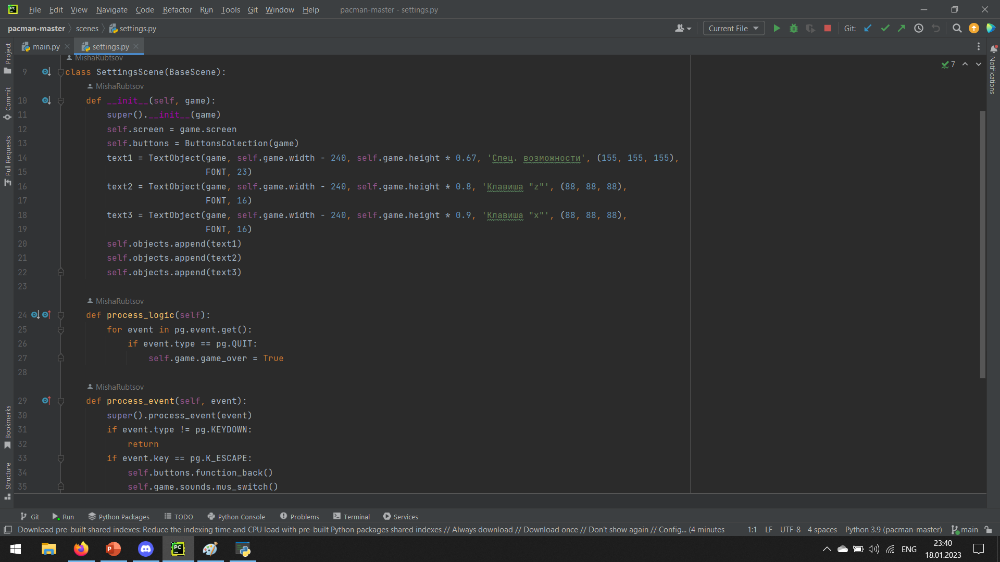 File Edit View Navigate Code Refactor Run Tools Git Window Help pacman-master - settings.py
pacman-master scenes settings.py Current File Git:
main.py settings.py
MishaRubtsov
7
9 class SettingsScene(BaseScene):
MishaRubtsov
10 def __init__(self, game):
11 super().__init__(game)
12 self.screen = game.screen
13 self.buttons = ButtonsColection(game)
14 text1 = TextObject(game, self.game.width - 240, self.game.height * 0.67, 'Спец. возможности', (155, 155, 155),
15 FONT, 23)
16 text2 = TextObject(game, self.game.width - 240, self.game.height * 0.8, 'Клавиша "z"', (88, 88, 88),
17 FONT, 16)
18 text3 = TextObject(game, self.game.width - 240, self.game.height * 0.9, 'Клавиша "x"', (88, 88, 88),
19 FONT, 16)
20 self.objects.append(text1)
21 self.objects.append(text2)
22 self.objects.append(text3)
23
MishaRubtsov
24 def process_logic(self):
25 for event in pg.event.get():
26 if event.type == pg.QUIT:
27 self.game.game_over = True
28
MishaRubtsov
29 def process_event(self, event):
30 super().process_event(event)
31 if event.type != pg.KEYDOWN:
32 return
33 if event.key == pg.K_ESCAPE:
34 self.buttons.function_back()
35 self.game.sounds.mus_switch()
Project
Commit
Pull Requests
Bookmarks
Structure
Notifications
Git Run Python Packages TODO Python Console Problems Terminal Services
Download pre-built shared indexes: Reduce the indexing time and CPU load with pre-built Python packages shared indexes // Always download // Download once // Don't show again // Config... (4 minutes 1:1 LF UTF-8 4 spaces Python 3.9 (pacman-master) main
ENG
23:40
18.01.2023